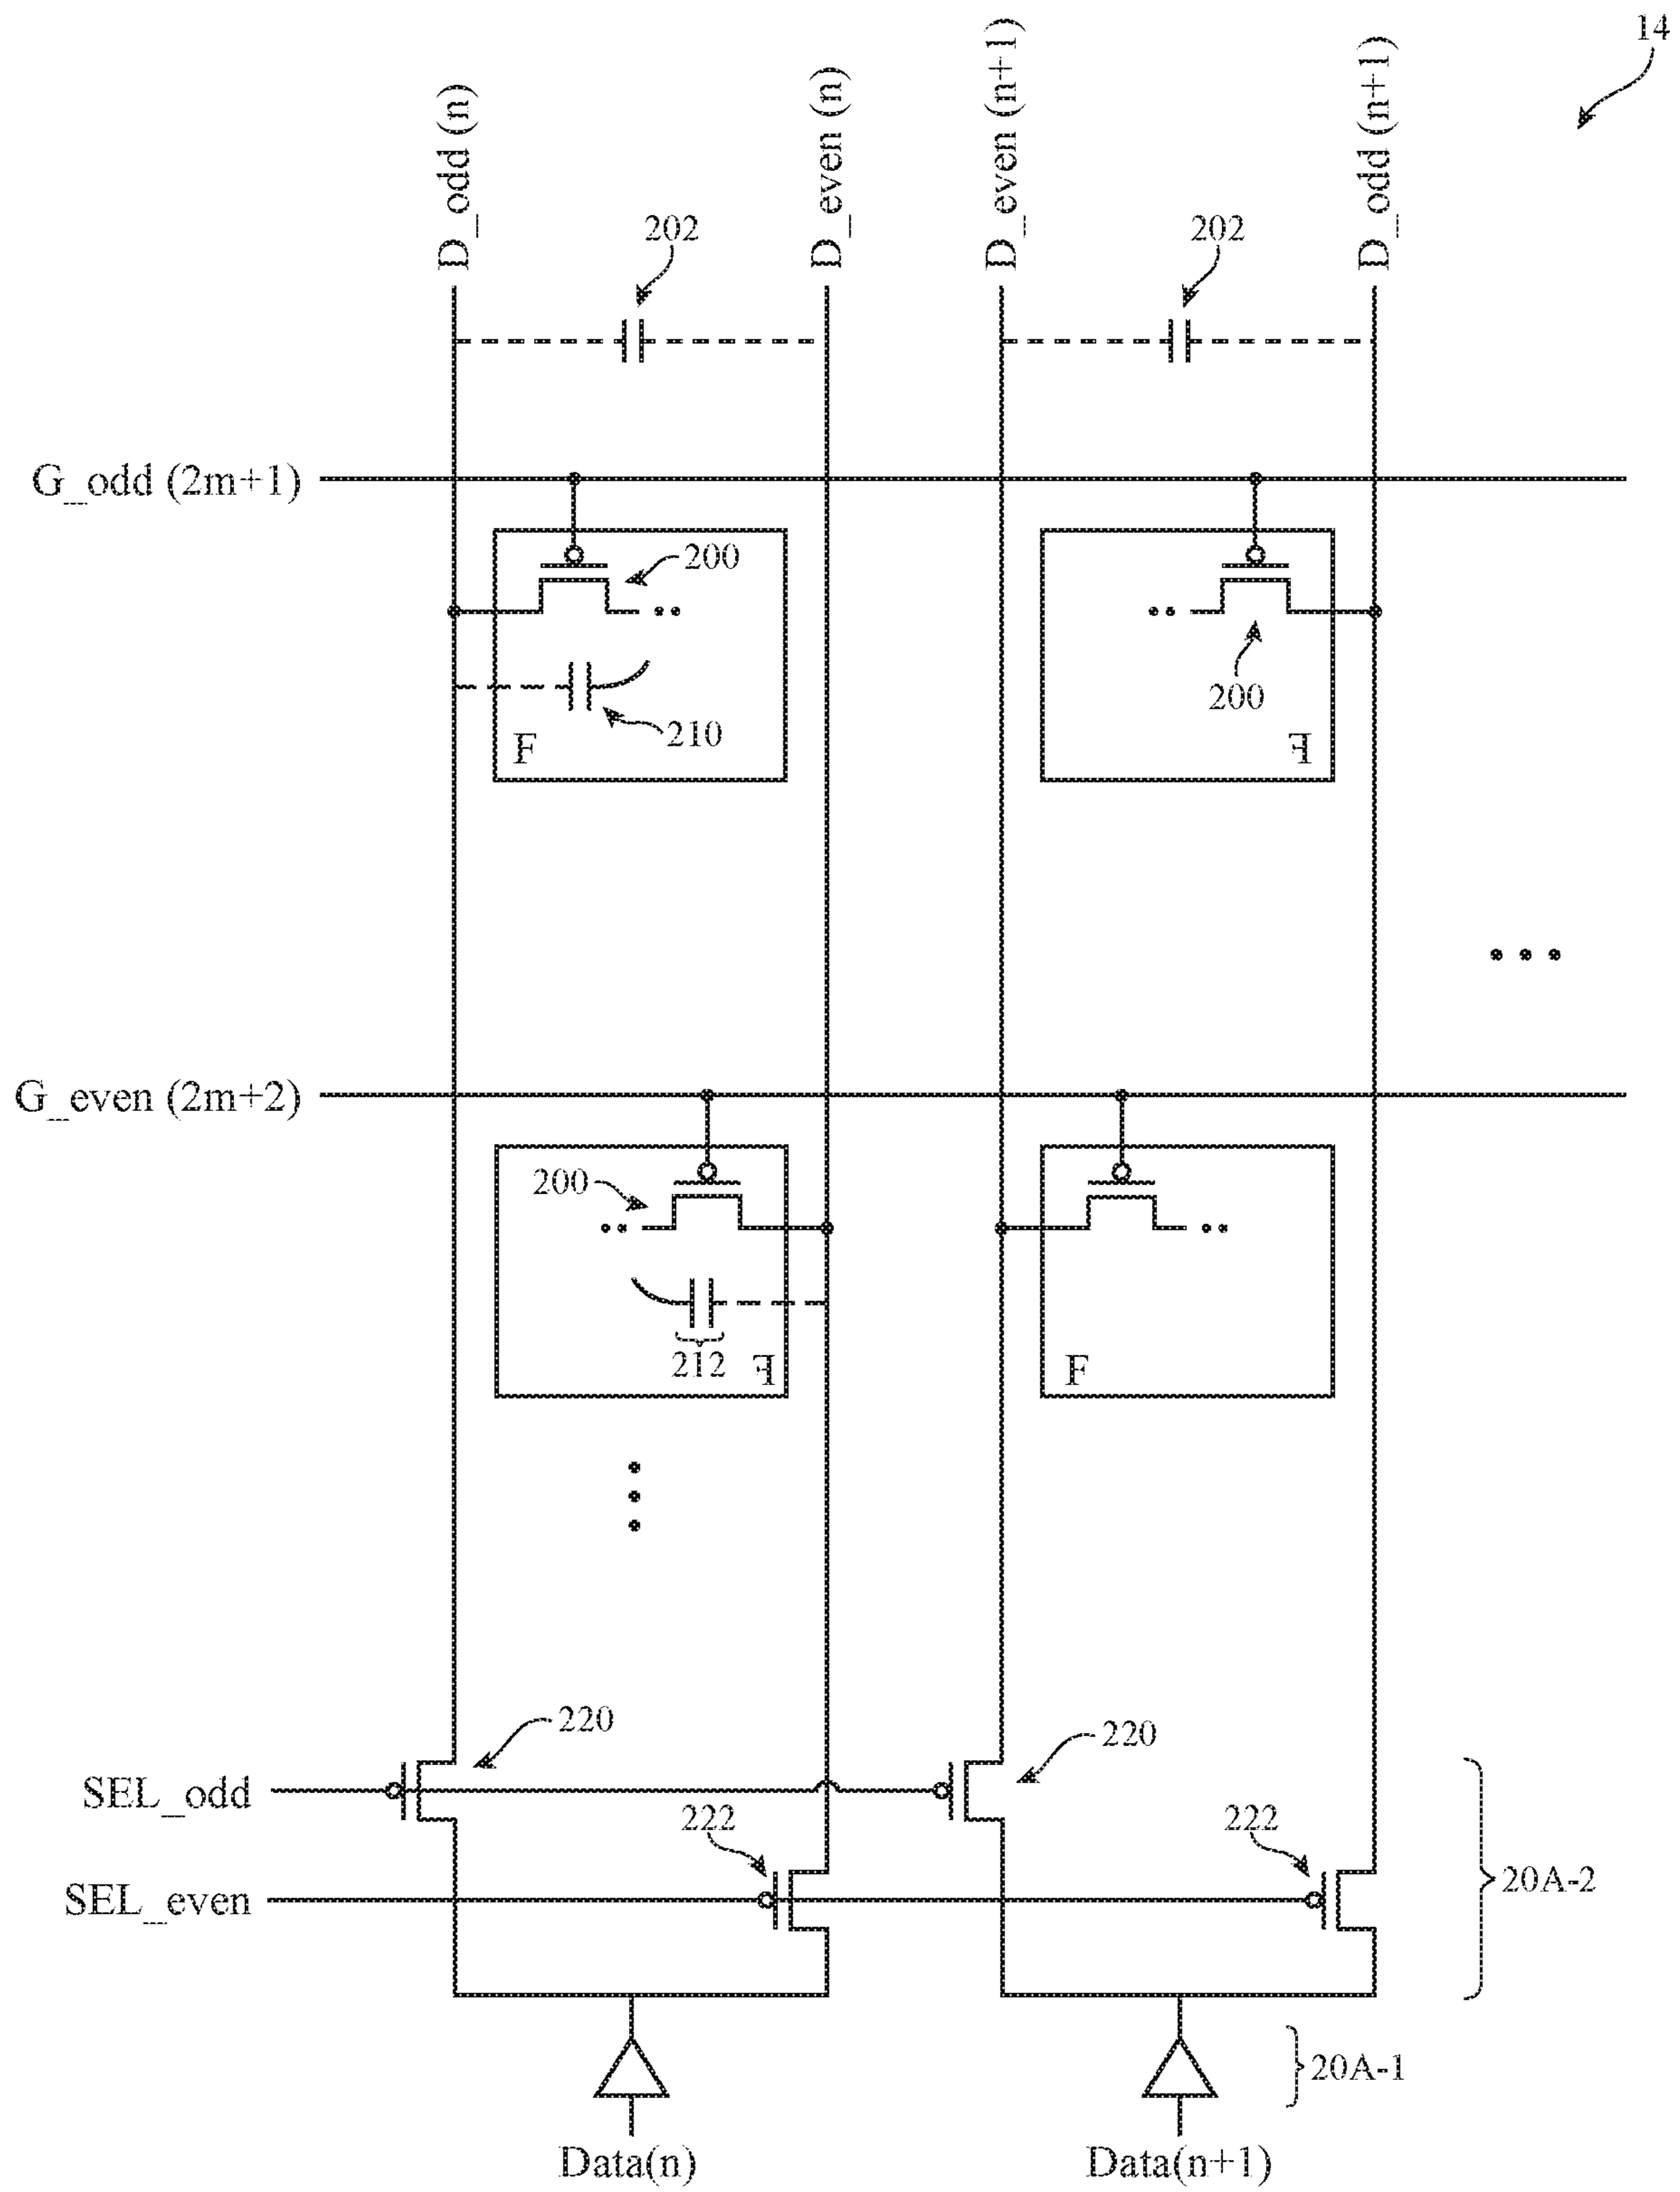 14
D_odd (n)
D_even (n)
D_even (n+1)
D_odd (n+1)
202
202
G_odd (2m+1)
200
210
F
200
F
G_even (2m+2)
200
212
F
F
220
220
SEL_odd
222
222
SEL_even
20A-2
20A-1
Data(n)
Data(n+1)